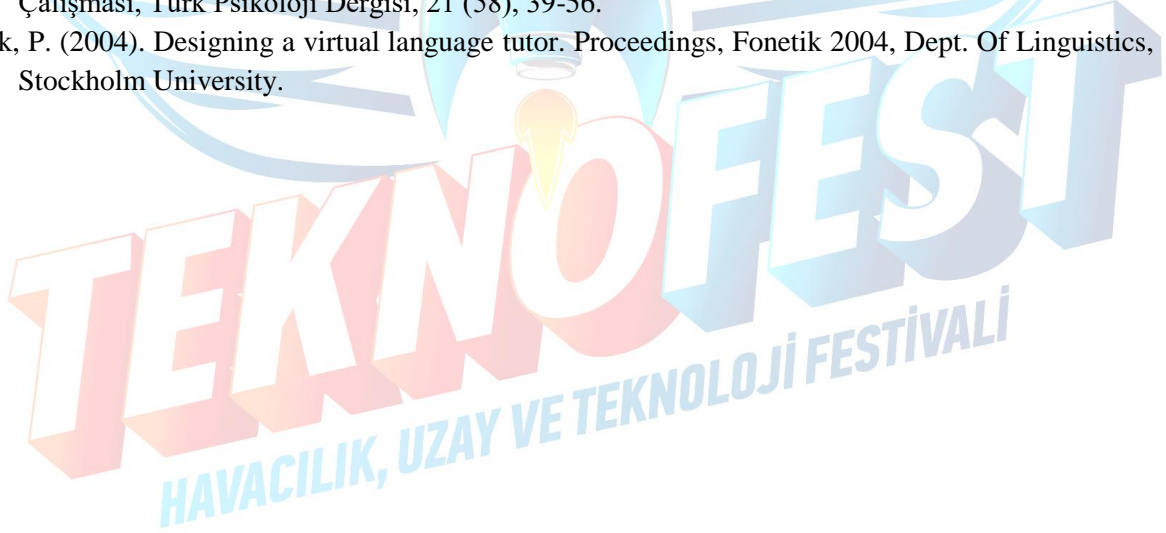 Çalışması, Türk Psikoloji Dergisi, 21 (58), 39-56.
k, P. (2004). Designing a virtual language tutor. Proceedings, Fonetik 2004, Dept. Of Linguistics,
Stockholm University.
TEKNOFEST
HAVACILIK, UZAY VE TEKNOLOJİ FESTİVALİ